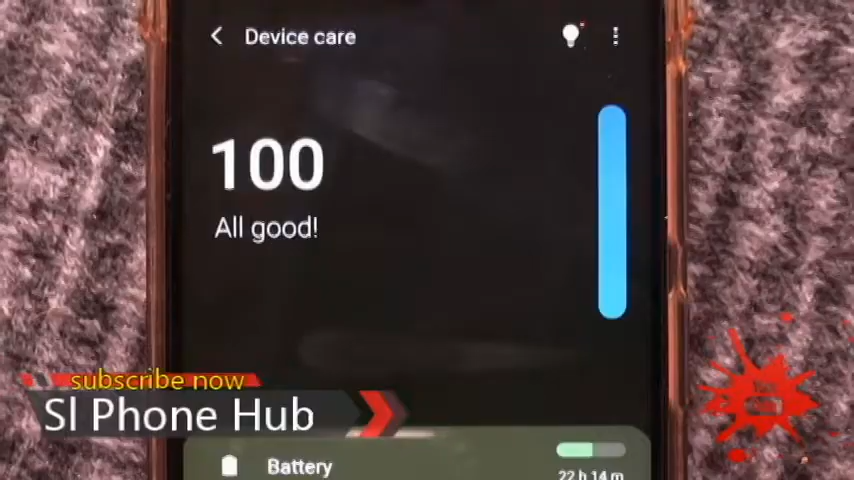 Device care
100
All good!
subscribe now
Sl Phone Hub
Battery
22 h 14 m